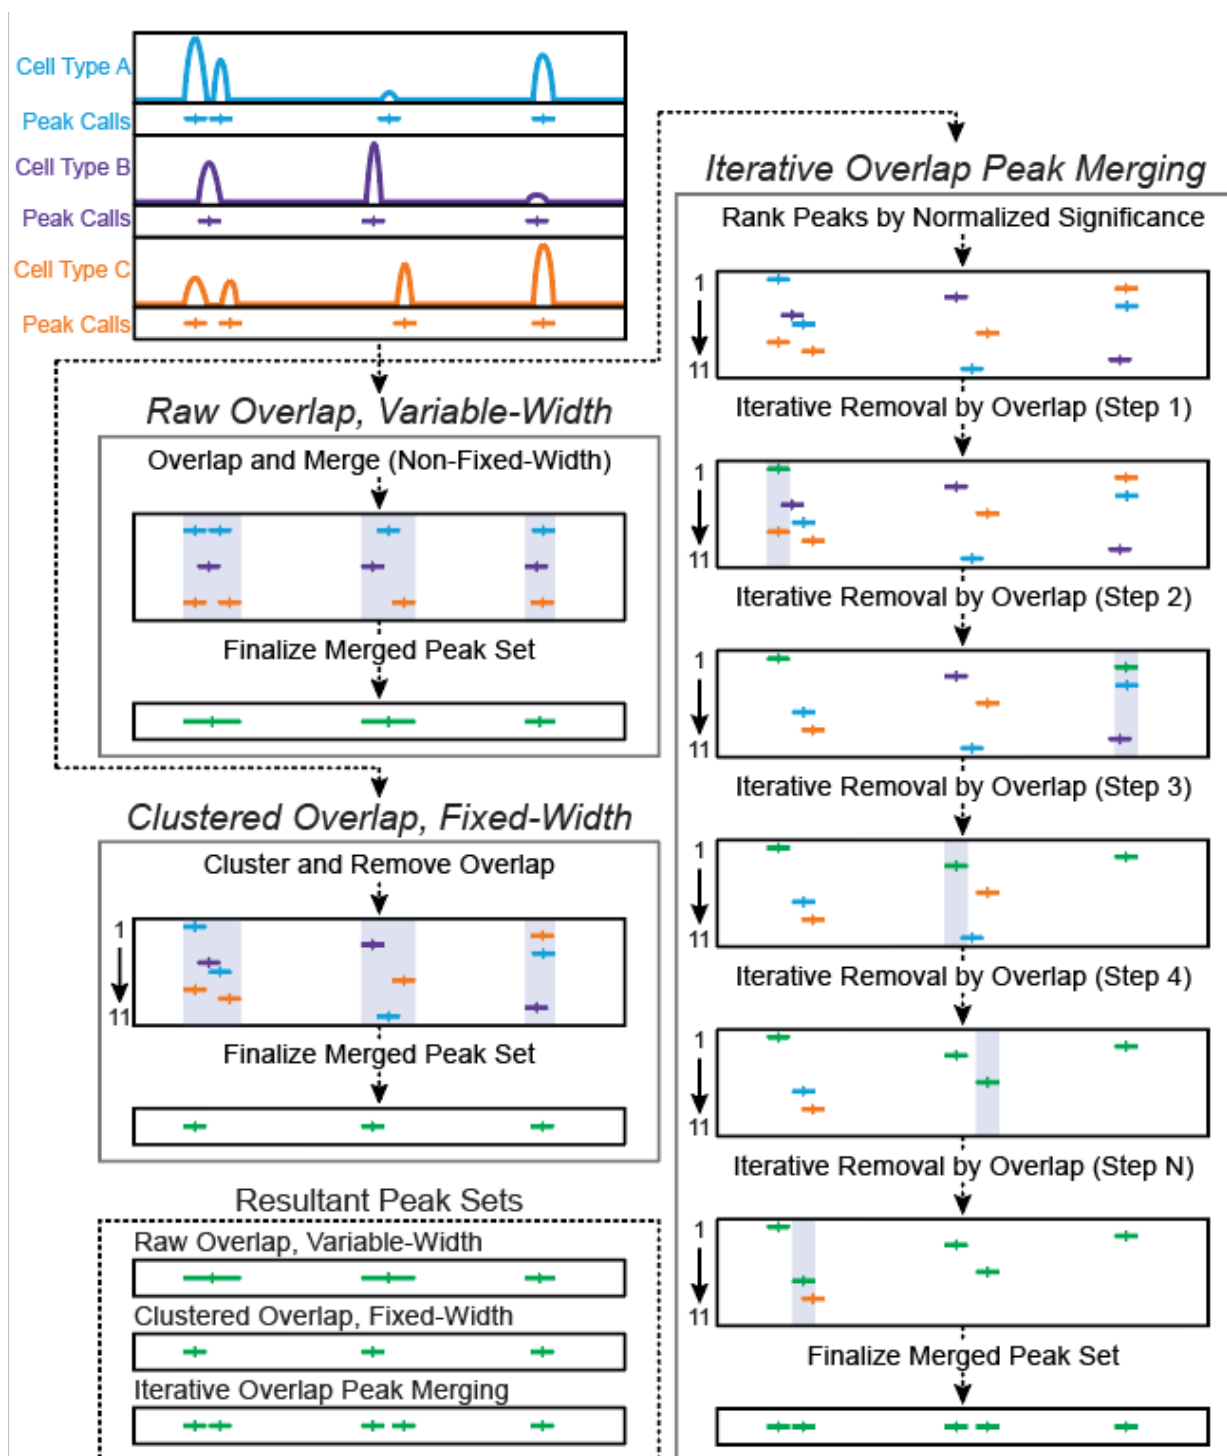 Cell Type A
Peak Calls
Cell Type B
Peak Calls
Cell Type C
Peak Calls
Raw Overlap, Variable-Width
Overlap and Merge (Non-Fixed-Width)
Finalize Merged Peak Set
Clustered Overlap, Fixed-Width
Cluster and Remove Overlap
1
11
Finalize Merged Peak Set
Resultant Peak Sets
Raw Overlap, Variable-Width
Clustered Overlap, Fixed-Width
Iterative Overlap Peak Merging
Iterative Overlap Peak Merging
Rank Peaks by Normalized Significance
1
11
Iterative Removal by Overlap (Step 1)
1
11
Iterative Removal by Overlap (Step 2)
1
11
Iterative Removal by Overlap (Step 3)
1
11
Iterative Removal by Overlap (Step 4)
1
11
Iterative Removal by Overlap (Step N)
1
11
Finalize Merged Peak Set